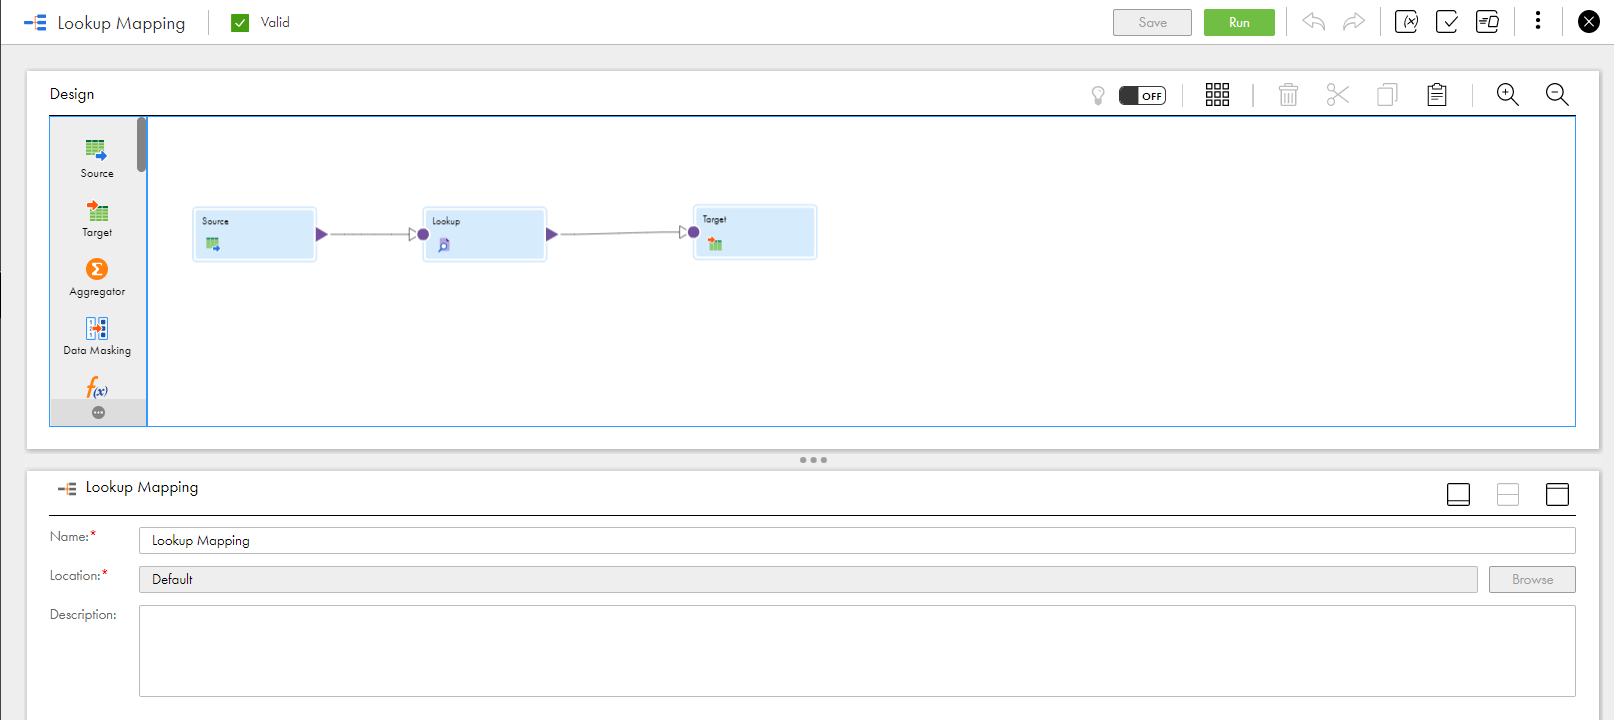 Lookup Mapping
Valid
Save
Run
(x)
Design
OFF
Source
Target
Aggregator
Data Masking
f(x)
Source
Lookup
Target
Lookup Mapping
Name:*
Lookup Mapping
Location:*
Default
Browse
Description: